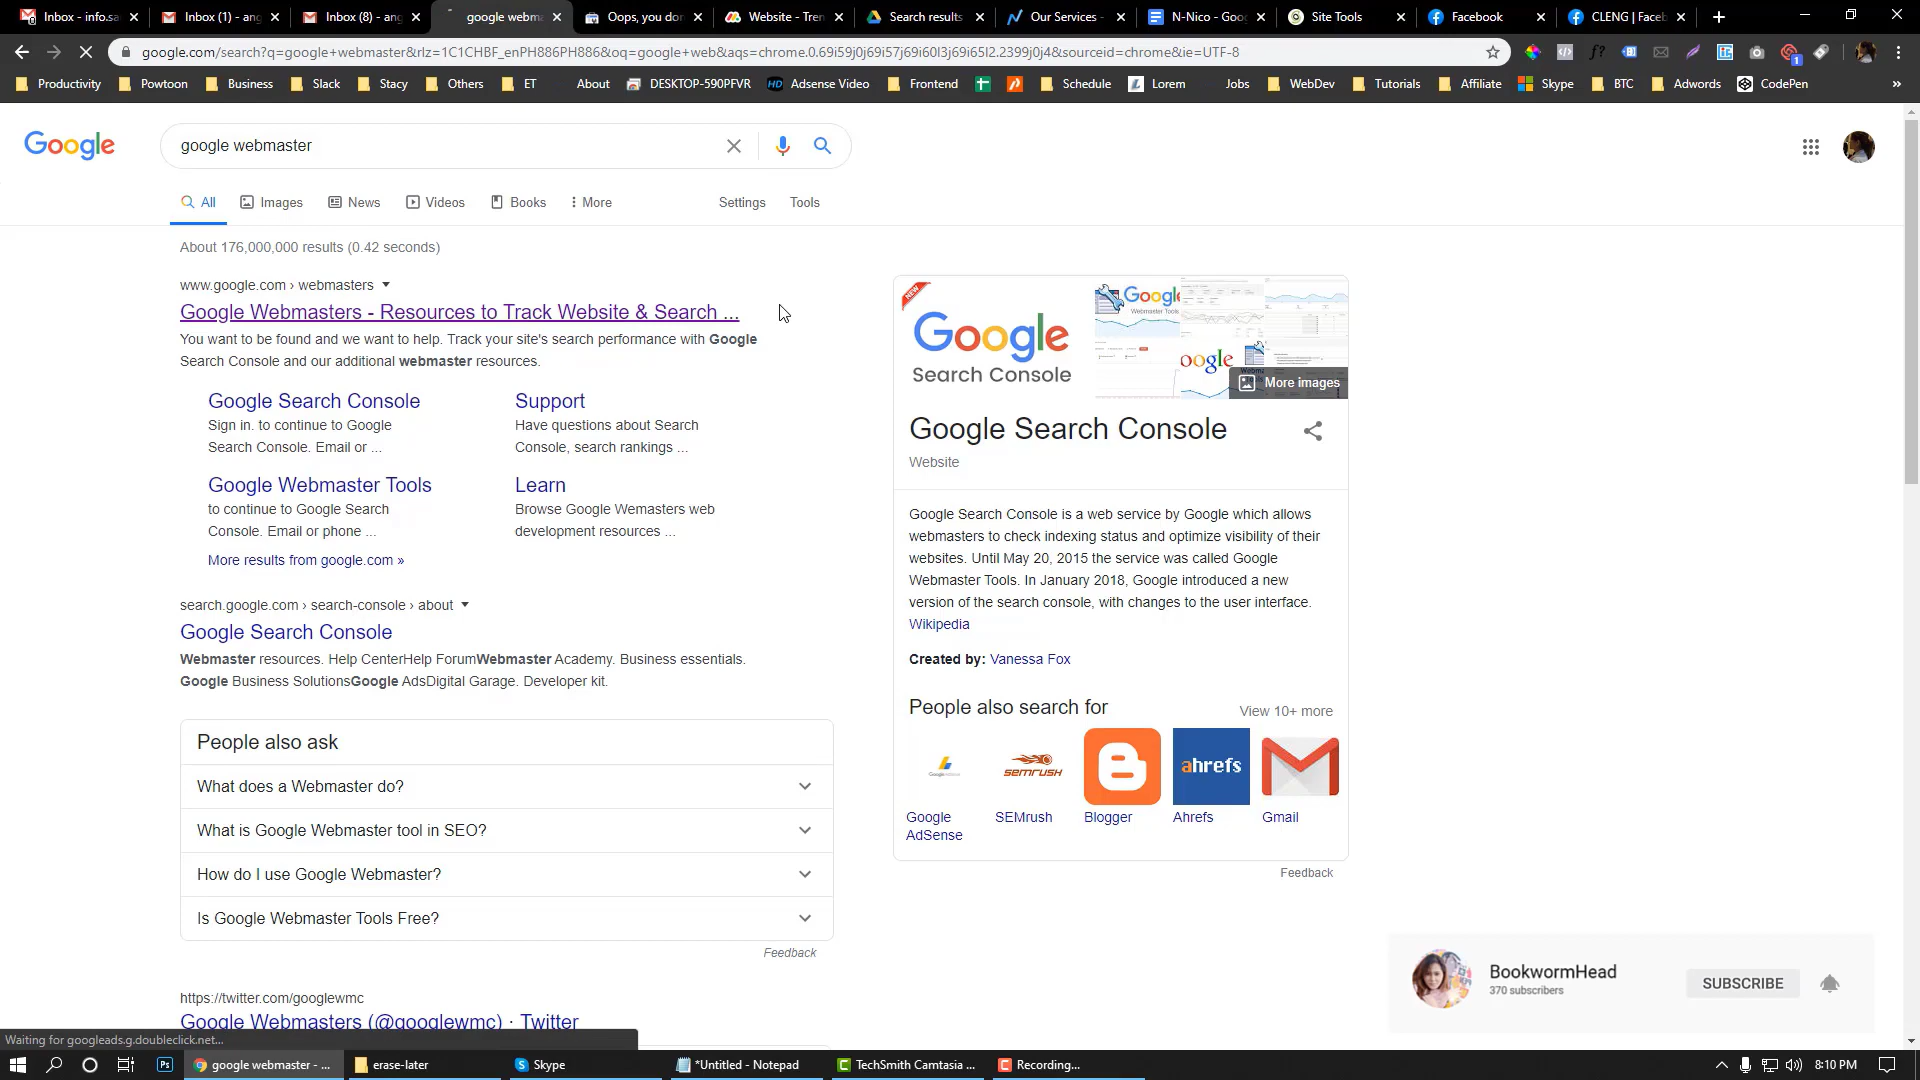 Inbox - info.sa
Inbox (1) - ang
Inbox (8) - ang
google webma
Oops, you don
Website - Tren
Search results
Our Services -
N-Nico - Goog
Site Tools
Facebook
CLENG | Faceb
google.com/search?q=google+webmaster&rlz=1C1CHBF_enPH886PH886&oq=google+web&aqs=chrome.0.69i59j0j69i57j69i60l3j69i65l2.2399j0j4&sourceid=chrome&ie=UTF-8
f?
1
Productivity
Powtoon
Business
Slack
Stacy
Others
ET
About
DESKTOP-590PFVR
HD Adsense Video
Frontend
Schedule
Lorem
Jobs
WebDev
Tutorials
Affiliate
Skype
BTC
Adwords
CodePen
»
Google
google webmaster
All
Images
News
Videos
Books
More
Settings
Tools
About 176,000,000 results (0.42 seconds)
www.google.com › webmasters
Google Webmasters - Resources to Track Website & Search ...
You want to be found and we want to help. Track your site's search performance with Google
Search Console and our additional webmaster resources.
Google Search Console
Sign in. to continue to Google
Search Console. Email or ...
Support
Have questions about Search
Console, search rankings ...
Google Webmaster Tools
to continue to Google Search
Console. Email or phone ...
Learn
Browse Google Wemasters web
development resources ...
More results from google.com »
search.google.com › search-console › about
Google Search Console
Webmaster resources. Help CenterHelp ForumWebmaster Academy. Business essentials.
Google Business SolutionsGoogle AdsDigital Garage. Developer kit.
People also ask
What does a Webmaster do?
What is Google Webmaster tool in SEO?
How do I use Google Webmaster?
Is Google Webmaster Tools Free?
Feedback
https://twitter.com/googlewmc
Google Webmasters (@googlewmc) · Twitter
NEW
Google
Search Console
Google
oogle
More images
Google Search Console
Website
Google Search Console is a web service by Google which allows
webmasters to check indexing status and optimize visibility of their
websites. Until May 20, 2015 the service was called Google
Webmaster Tools. In January 2018, Google introduced a new
version of the search console, with changes to the user interface.
Wikipedia
Created by: Vanessa Fox
People also search for
View 10+ more
SEMRUSH
ahrefs
Google
AdSense
SEMrush
Blogger
Ahrefs
Gmail
Feedback
BookwormHead
370 subscribers
SUBSCRIBE
Waiting for googleads.g.doubleclick.net...
Ps
google webmaster - ...
erase-later
Skype
*Untitled - Notepad
TechSmith Camtasia ...
Recording...
8:10 PM